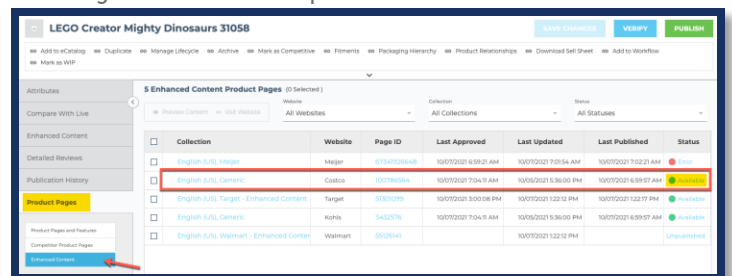 LEGO Creator Mighty Dinosaurs 31058
SAVE CHANGES VERIFY PUBLISH
Add to eCatalog Duplicate Manage Lifecycle Archive Mark as Competitive Fitments Packaging Hierarchy Product Relationships Download Sell Sheet Add to Workflow
Mark as WIP
Attributes
Compare With Live
Enhanced Content
Detailed Reviews
Publication History
Product Pages
Product Pages and Features
Competitor Product Pages
Enhanced Content
5 Enhanced Content Product Pages (0 Selected)
Preview Content Visit Website
Website
All Websites
Collection
All Collections
Status
All Statuses
Collection Website Page ID Last Approved Last Updated Last Published Status
English (US), Meijer Meijer 10/07/2021 6:59:21 AM 10/07/2021 7:01:54 AM 10/07/2021 7:02:21 AM Error
English (US), Generic Costco 100786564 10/07/2021 7:04:11 AM 10/05/2021 5:36:00 PM 10/07/2021 6:59:57 AM Available
English (US), Target - Enhanced Content Target 51301099 10/07/2021 3:00:08 PM 10/07/2021 1:22:12 PM 10/07/2021 1:22:17 PM Available
English (US), Generic Kohls 3432576 10/07/2021 7:04:11 AM 10/05/2021 5:36:00 PM 10/07/2021 6:59:57 AM Available
English (US), Walmart - Enhanced Conter Walmart 55126141 10/07/2021 1:22:12 PM Unpublished